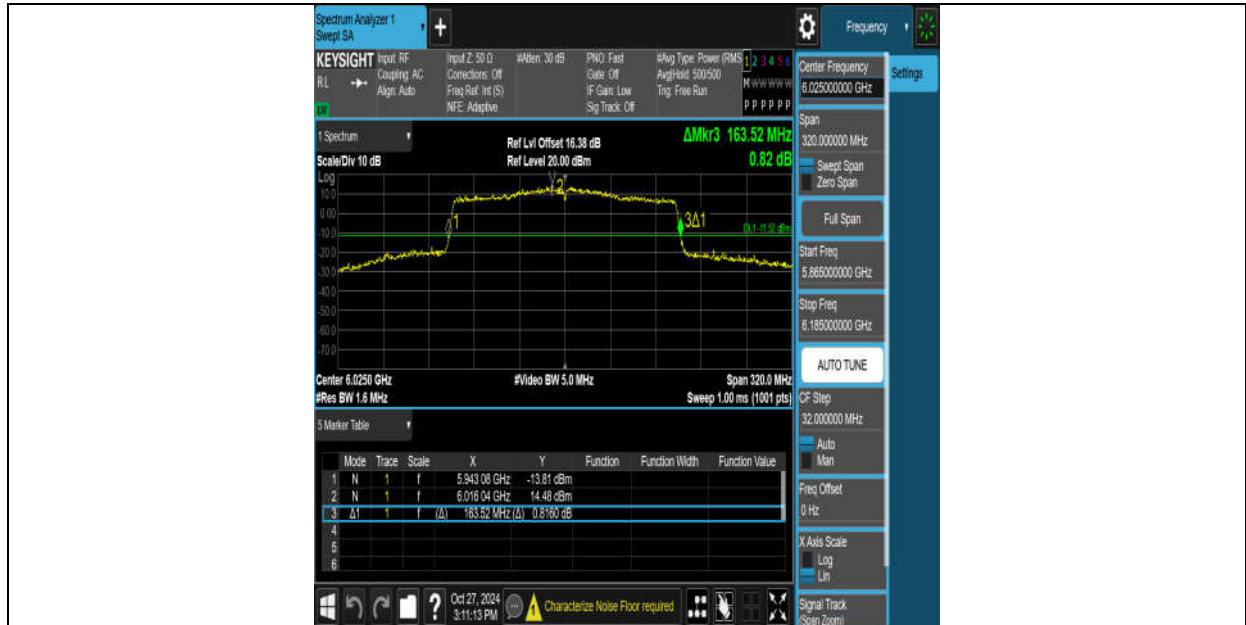 Spectrum Analyzer 1
Swept SA
+
Frequency
KEYSIGHT
RL
Input: RF
Coupling: AC
Align: Auto
Input Z: 50 Ω
Corrections: Off
Freq Ref: Int (S)
NFE: Adaptive
#Atten: 30 dB
PNO: Fast
Gate: Off
IF Gain: Low
Sig Track: Off
#Avg Type: Power (RMS
Avg|Hold: 500/500
Trig: Free Run
1 2 3 4 5 6
M W W W W W
P P P P P P
Center Frequency
6.025000000 GHz
Settings
Span
320.000000 MHz
Swept Span
Zero Span
Full Span
Start Freq
5.865000000 GHz
Stop Freq
6.185000000 GHz
AUTO TUNE
CF Step
32.000000 MHz
Auto
Man
Freq Offset
0 Hz
X Axis Scale
Log
Lin
Signal Track
(Span Zoom)
1 Spectrum
Scale/Div 10 dB
Ref Lvl Offset 16.38 dB
Ref Level 20.00 dBm
ΔMkr3 163.52 MHz
0.82 dB
Log
10.0
0.00
-10.0
-20.0
-30.0
-40.0
-50.0
-60.0
-70.0
1
2
3Δ1
DL1 -11.52 dBm
Center 6.0250 GHz
#Video BW 5.0 MHz
Span 320.0 MHz
#Res BW 1.6 MHz
Sweep 1.00 ms (1001 pts)
5 Marker Table
Mode Trace Scale X Y Function Function Width Function Value
1 N 1 f 5.943 08 GHz -13.81 dBm
2 N 1 f 6.016 04 GHz 14.48 dBm
3 Δ1 1 f (Δ) 163.52 MHz (Δ) 0.8160 dB
4
5
6
?
Oct 27, 2024
3:11:13 PM
1
Characterize Noise Floor required